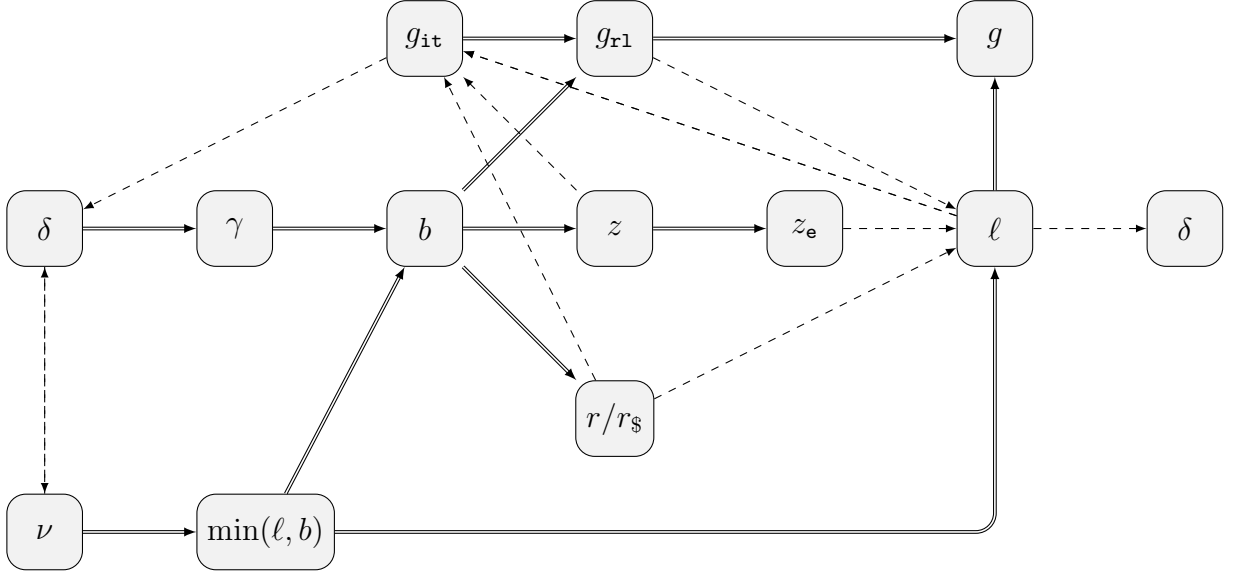 g_it g_rl g
δ γ b z z_e ℓ δ
r/r_$
ν min(ℓ, b)